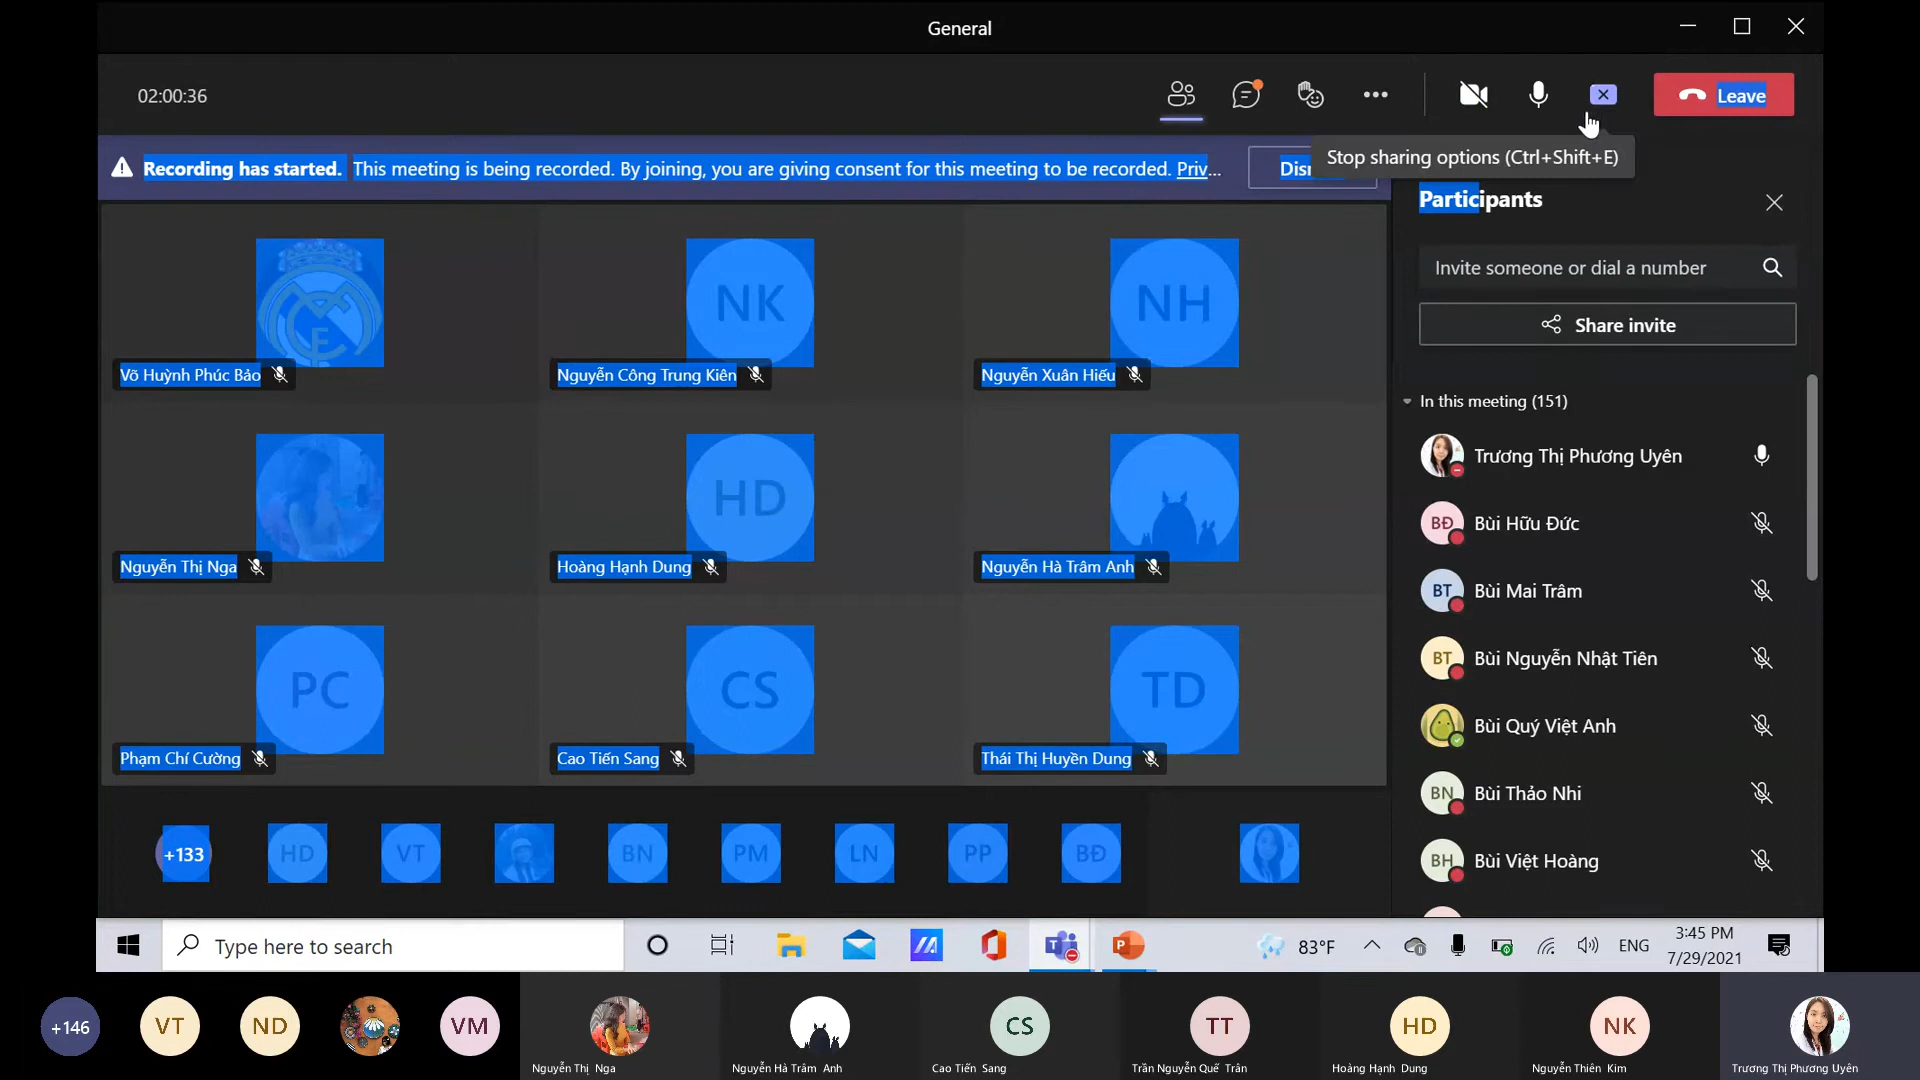 General
02:00:36
Leave
Stop sharing options (Ctrl+Shift+E)
Recording has started. This meeting is being recorded. By joining, you are giving consent for this meeting to be recorded. Priv...
Participants
Invite someone or dial a number
Share invite
In this meeting (151)
NK
NH
Võ Huỳnh Phúc Bảo
Nguyễn Công Trung Kiên
Nguyễn Xuân Hiếu
HD
Nguyễn Thị Nga
Hoàng Hạnh Dung
Nguyễn Hà Trâm Anh
PC
CS
TD
Phạm Chí Cường
Cao Tiến Sang
Thái Thị Huyền Dung
+133
HD
VT
BN
PM
LN
PP
BĐ
Trương Thị Phương Uyên
BĐ
Bùi Hữu Đức
BT
Bùi Mai Trâm
BT
Bùi Nguyễn Nhật Tiên
Bùi Quý Việt Anh
BN
Bùi Thảo Nhi
BH
Bùi Việt Hoàng
Type here to search
83°F
ENG
3:45 PM
7/29/2021
+146
VT
ND
VM
CS
TT
HD
NK
Nguyễn Thị Nga
Nguyễn Hà Trâm Anh
Cao Tiến Sang
Trần Nguyễn Quế Trân
Hoàng Hạnh Dung
Nguyễn Thiên Kim
Trương Thị Phương Uyên